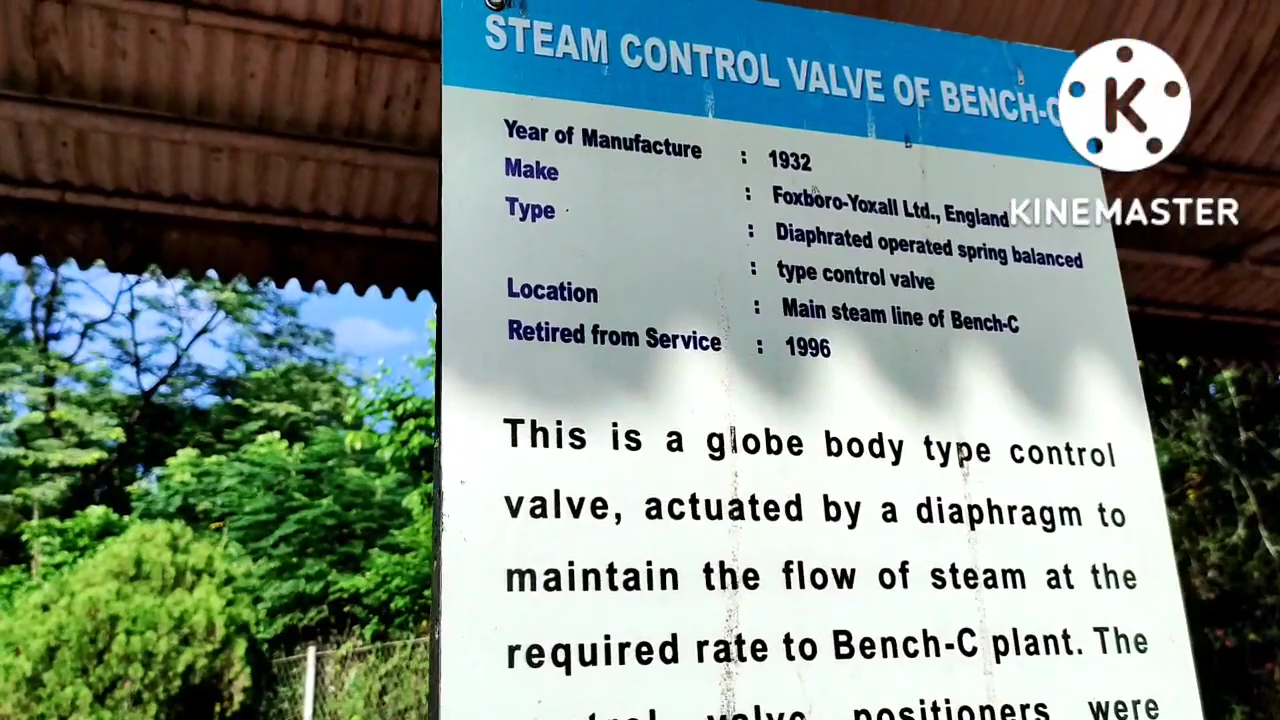 STEAM CONTROL VALVE OF BENCH-C
Year of Manufacture : 1932
Make : Foxboro-Yoxall Ltd., England
Type : Diaphrated operated spring balanced
: type control valve
Location : Main steam line of Bench-C
Retired from Service : 1996
This is a globe body type control
valve, actuated by a diaphragm to
maintain the flow of steam at the
required rate to Bench-C plant. The
control valve positioners were
K
KINEMASTER